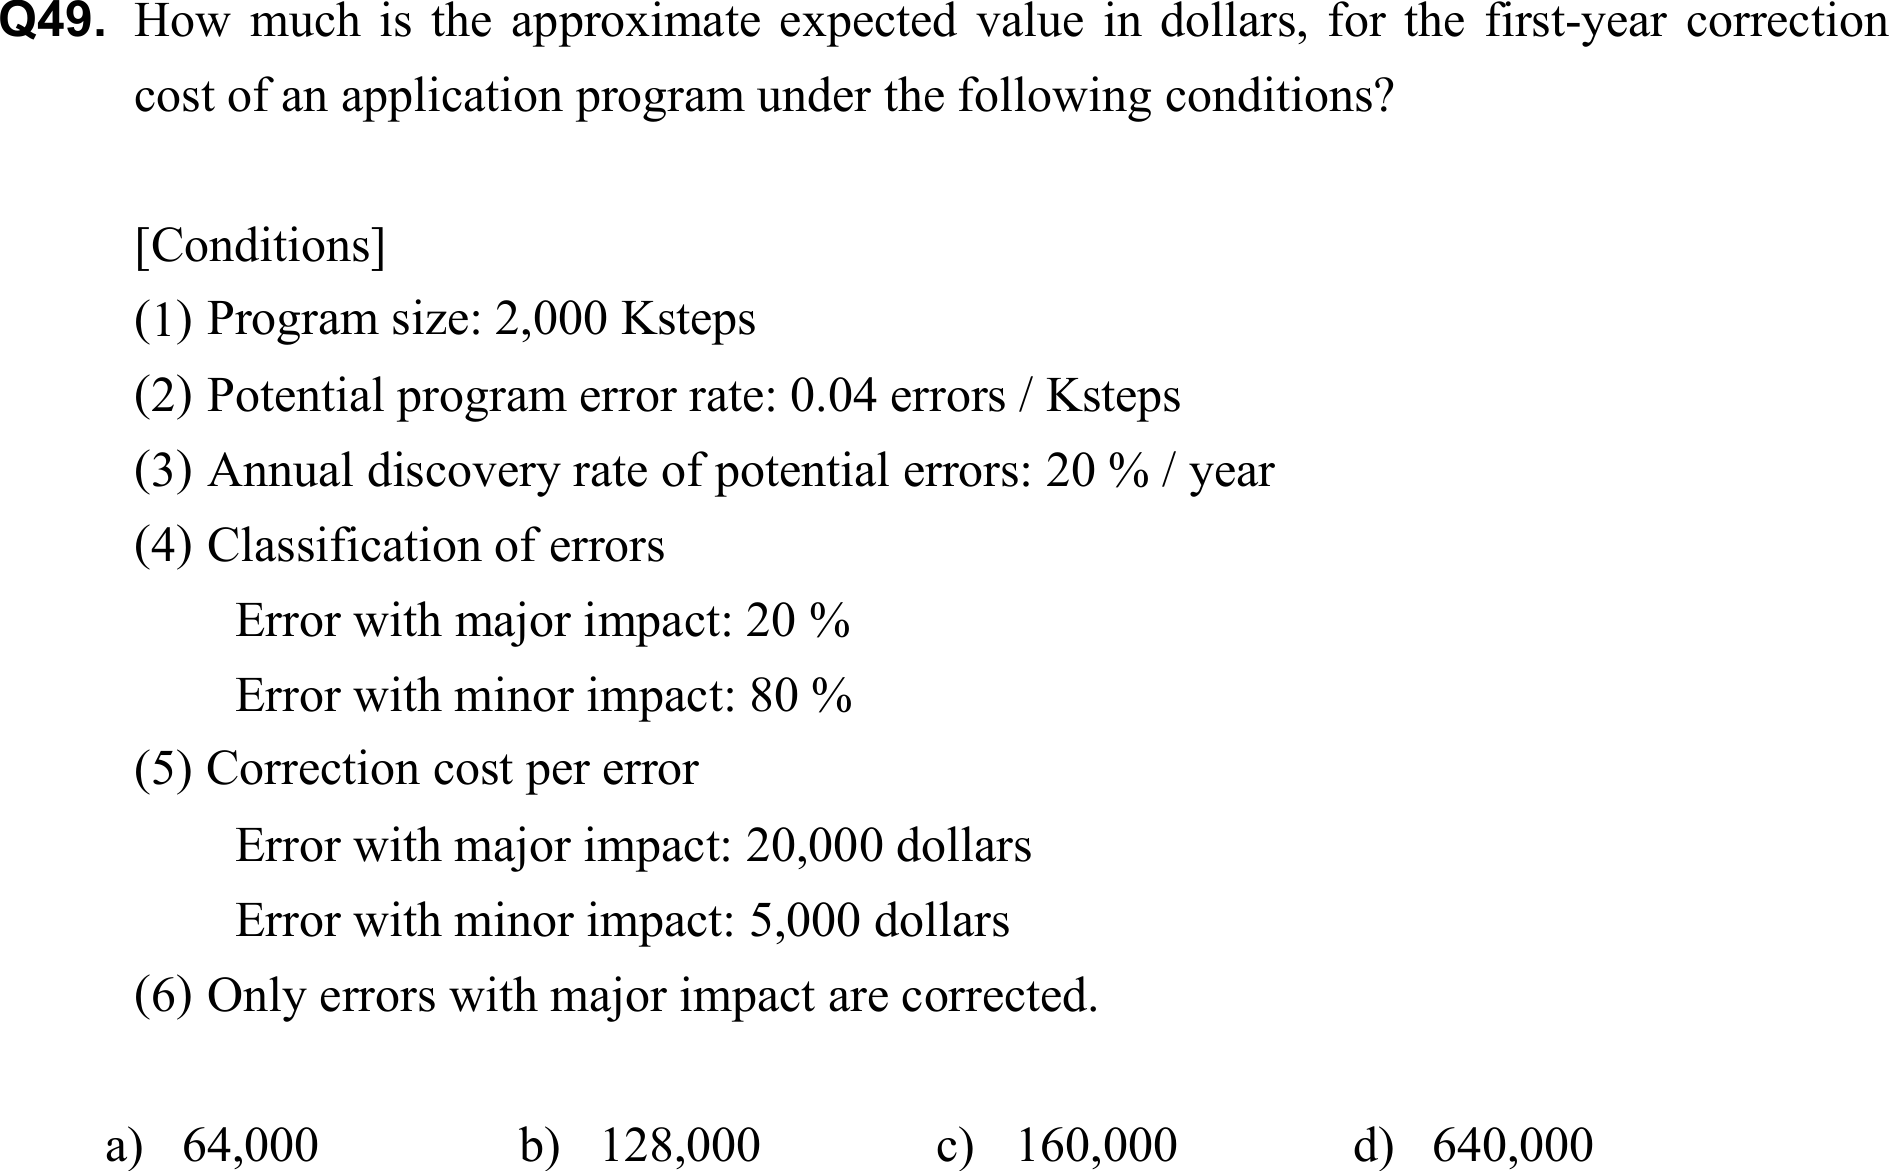 Q49. How much is the approximate expected value in dollars, for the first-year correction
cost of an application program under the following conditions?
[Conditions]
(1) Program size: 2,000 Ksteps
(2) Potential program error rate: 0.04 errors / Ksteps
(3) Annual discovery rate of potential errors: 20 % / year
(4) Classification of errors
Error with major impact: 20 %
Error with minor impact: 80 %
(5) Correction cost per error
Error with major impact: 20,000 dollars
Error with minor impact: 5,000 dollars
(6) Only errors with major impact are corrected.
a) 64,000 b) 128,000 c) 160,000 d) 640,000